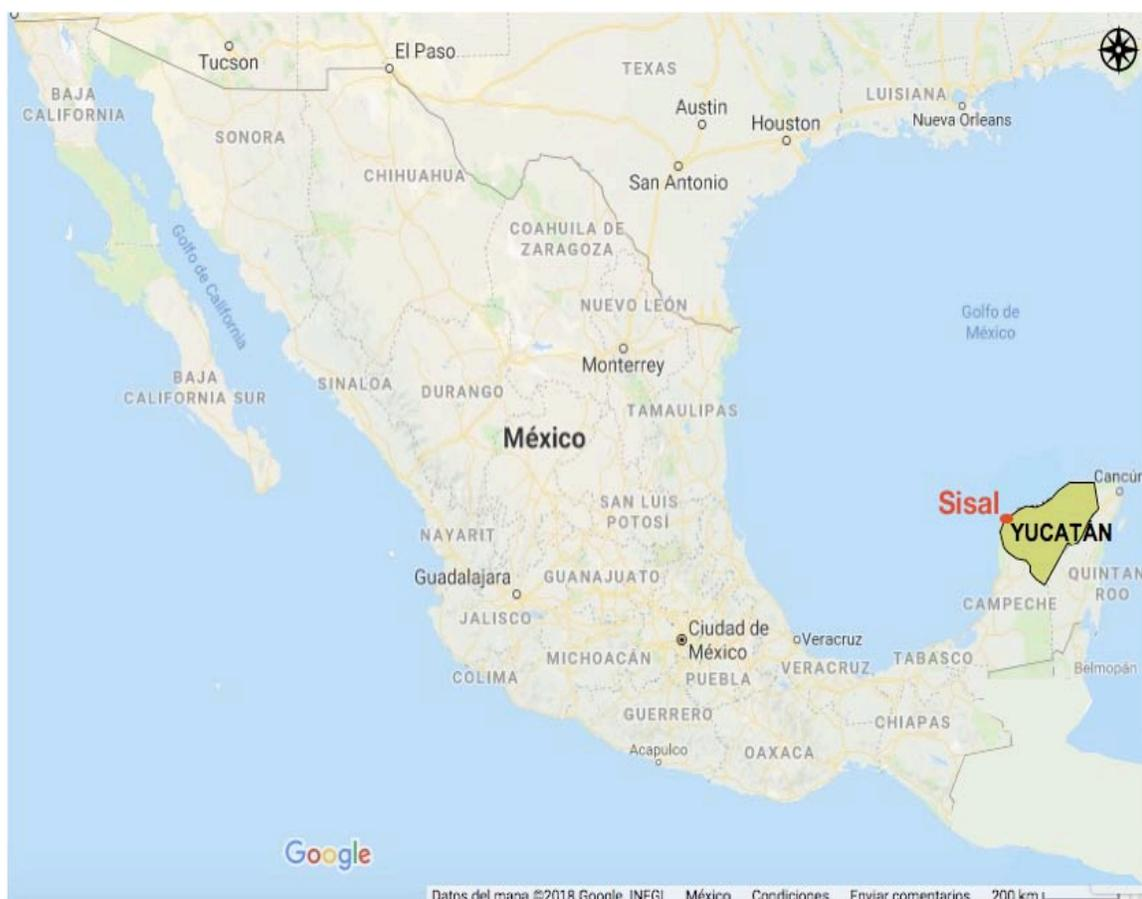 Tucson
El Paso
TEXAS
BAJA
CALIFORNIA
LUISIANA
Austin
Houston
Nueva Orleans
SONORA
CHIHUAHUA
San Antonio
COAHUILA DE
ZARAGOZA
Golfo de California
NUEVO LEÓN
Golfo de
México
Monterrey
BAJA
CALIFORNIA SUR
SINALOA
DURANGO
TAMAULIPAS
México
Cancún
Sisal
SAN LUIS
POTOSÍ
YUCATÁN
NAYARIT
Guadalajara
GUANAJUATO
QUINTAN
ROO
CAMPECHE
JALISCO
Ciudad de
México
Veracruz
MICHOACÁN
VERACRUZ
TABASCO
Belmopán
COLIMA
PUEBLA
GUERRERO
CHIAPAS
Acapulco
OAXACA
Google
Datos del mapa ©2018 Google, INEGI México Condiciones Enviar comentarios 200 km